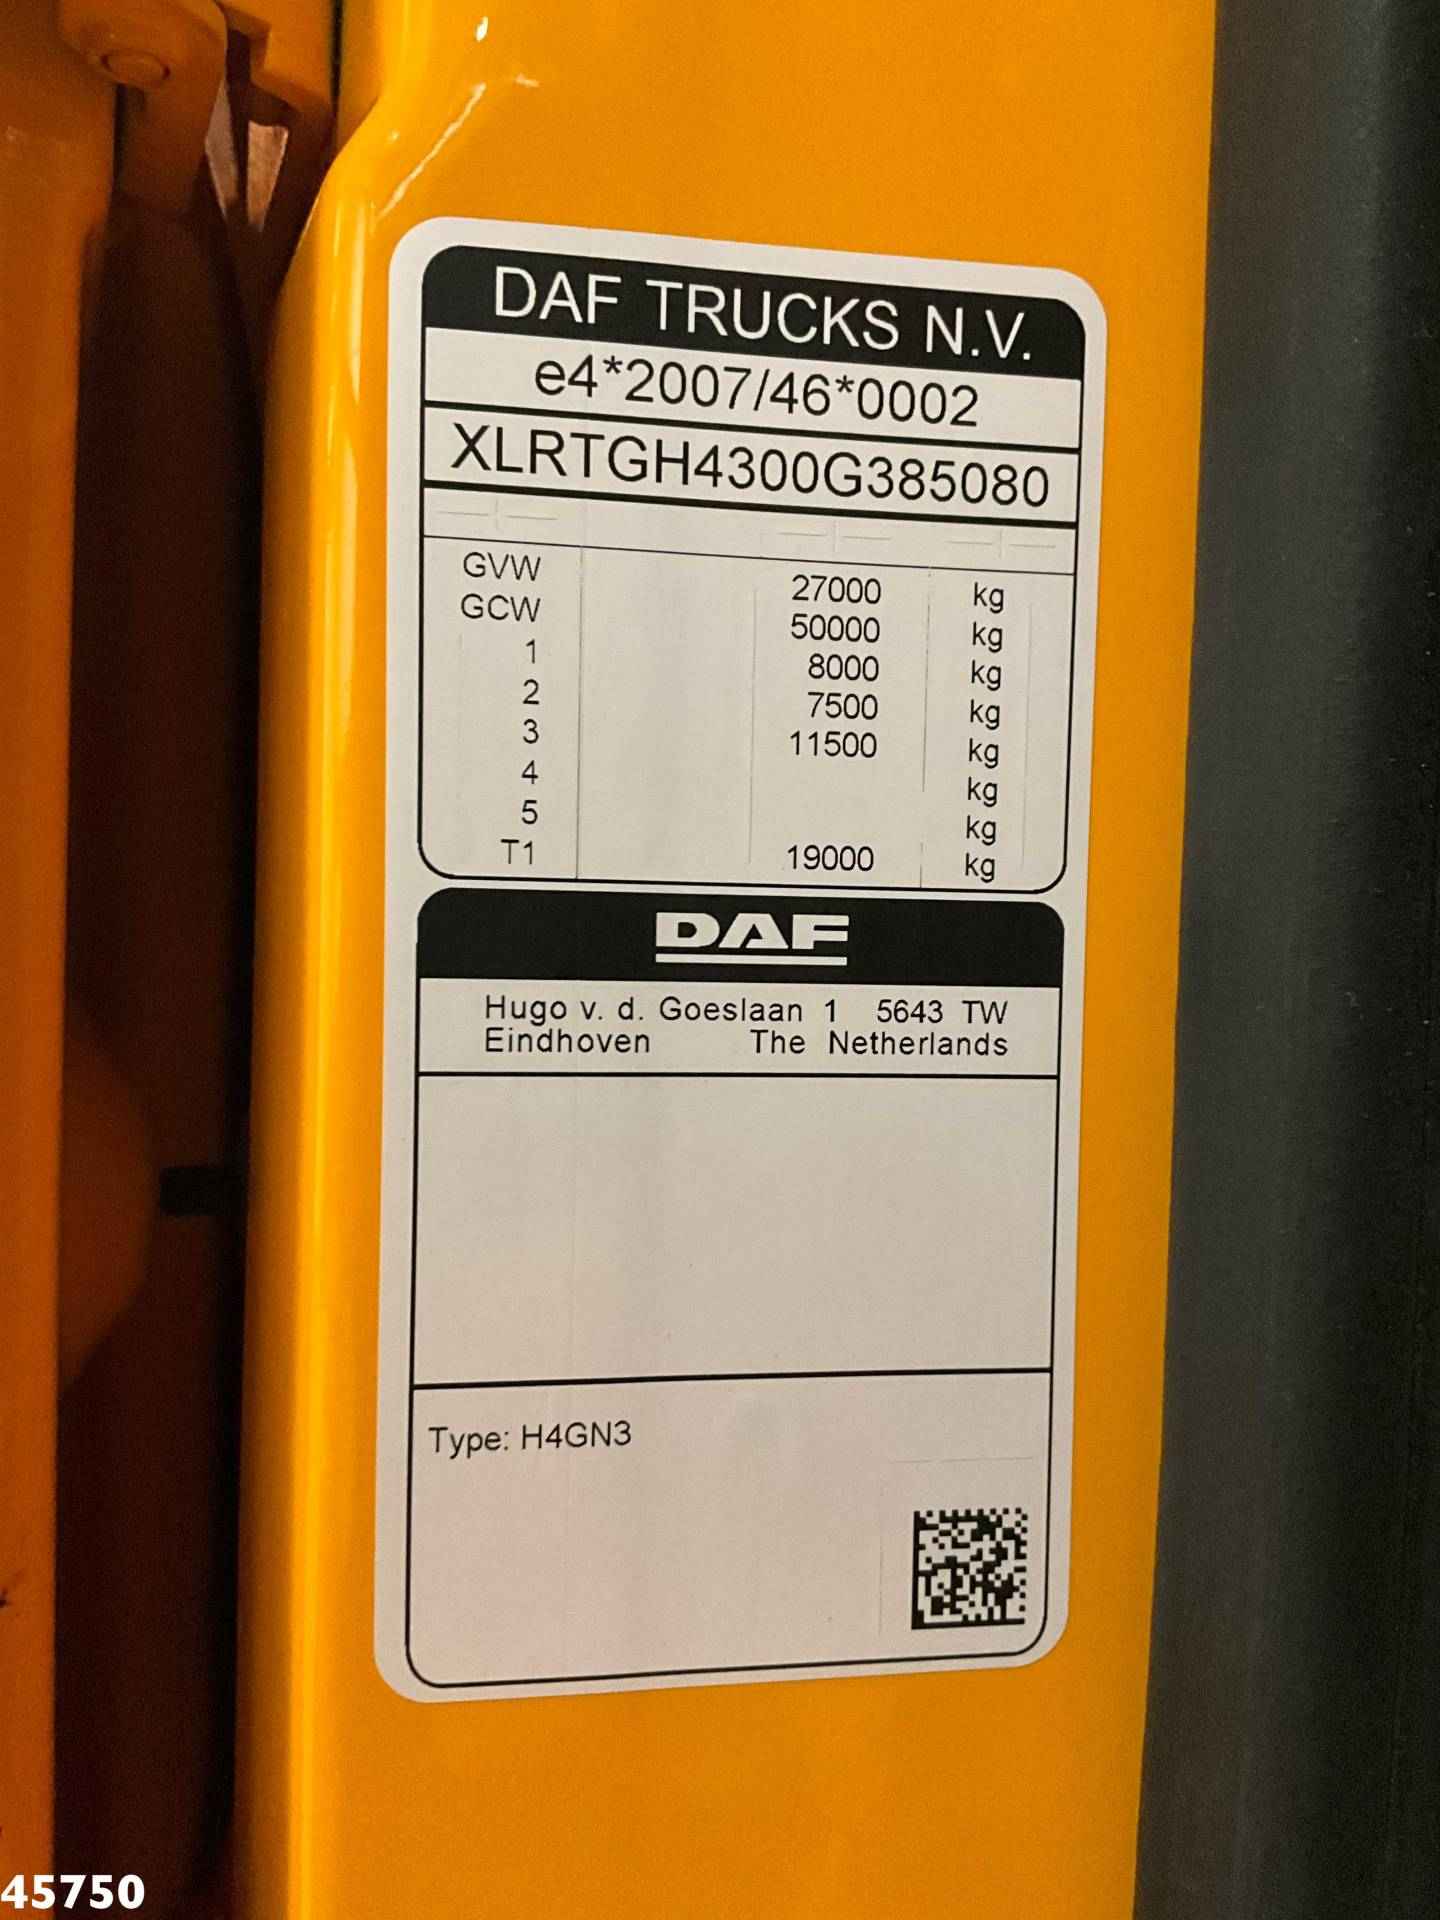 DAF TRUCKS N.V.
e4*2007/46*0002
XLRTGH4300G385080
GVW 27000 kg
GCW 50000 kg
1 8000 kg
2 7500 kg
3 11500 kg
4 kg
5 kg
T1 19000 kg
DAF
Hugo v. d. Goeslaan 1 5643 TW
Eindhoven The Netherlands
Type: H4GN3
45750